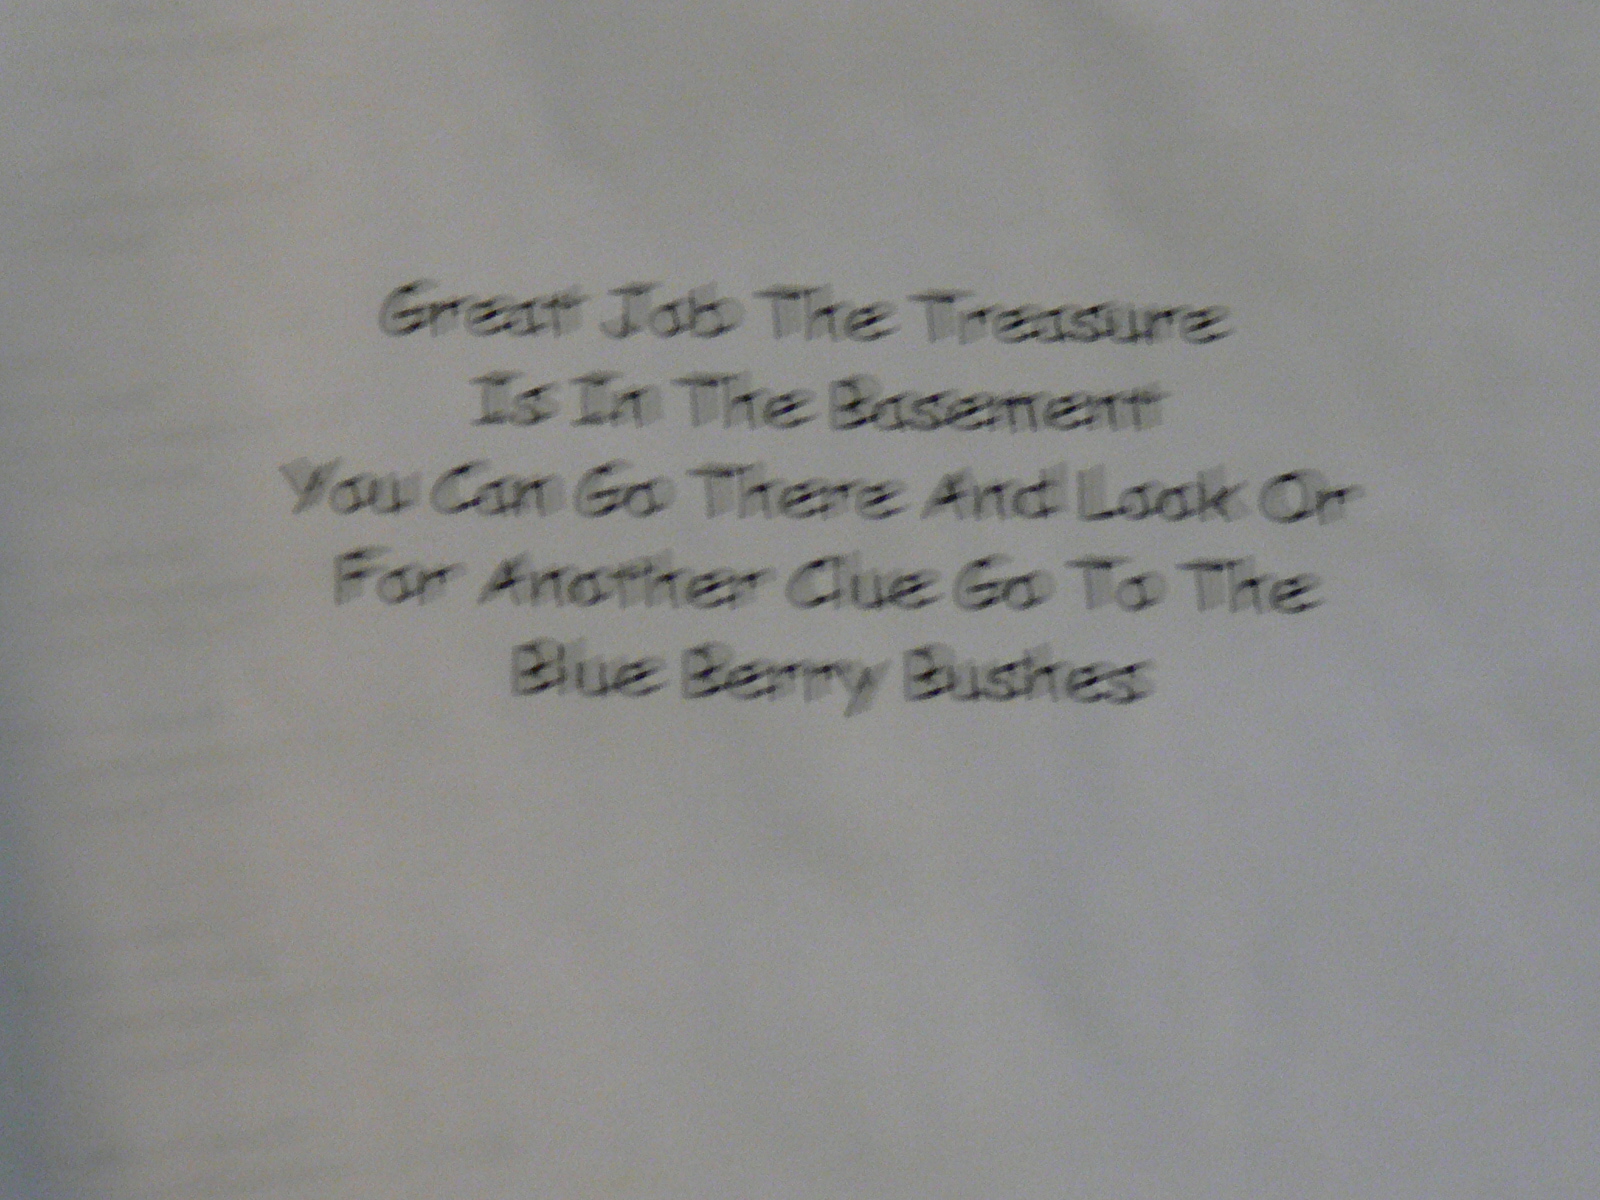 Great Job The Treasure
Is In The Basement
You Can Go There And Look Or
For Another Clue Go To The
Blue Berry Bushes